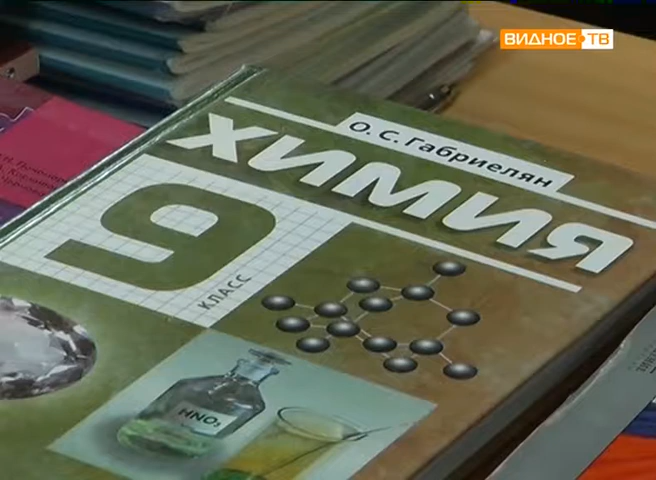 ВИДНОЕ ТВ
О. С. Габриелян
ХИМИЯ
9
КЛАСС
HNO₃